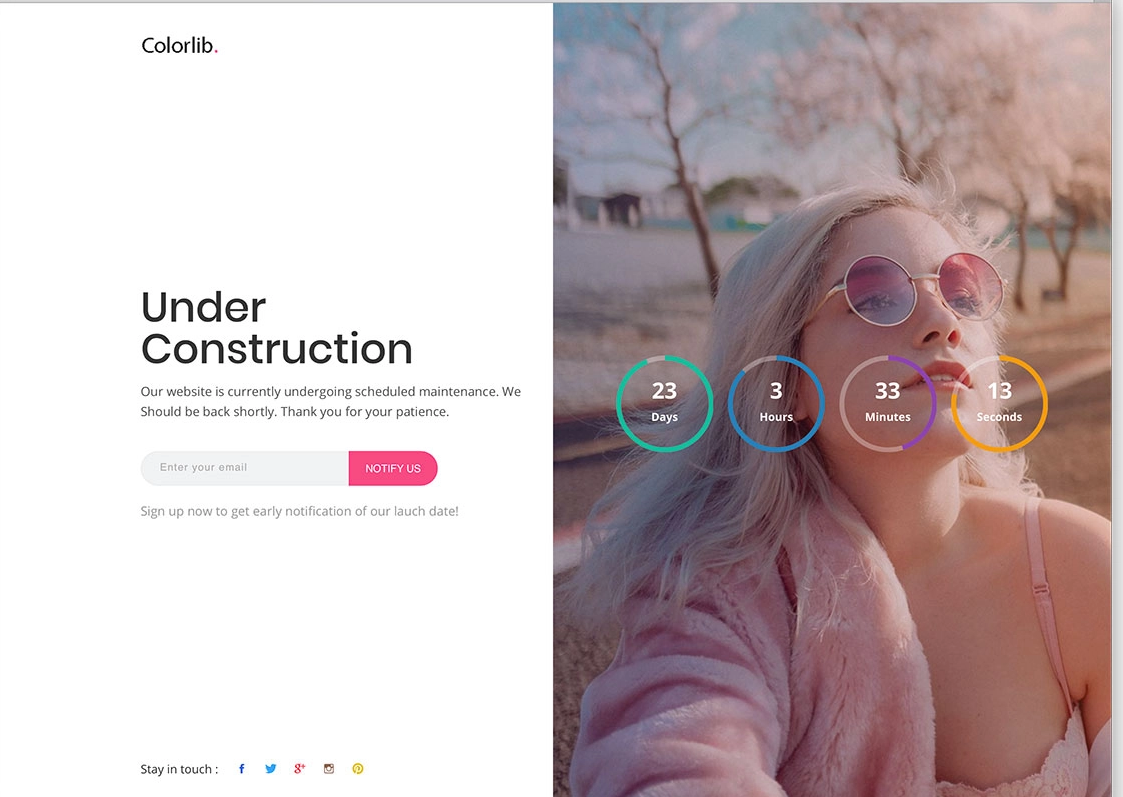 Colorlib.
Under
Construction
Our website is currently undergoing scheduled maintenance. We
Should be back shortly. Thank you for your patience.
Enter your email
NOTIFY US
Sign up now to get early notification of our lauch date!
Stay in touch :
23
Days
3
Hours
33
Minutes
13
Seconds